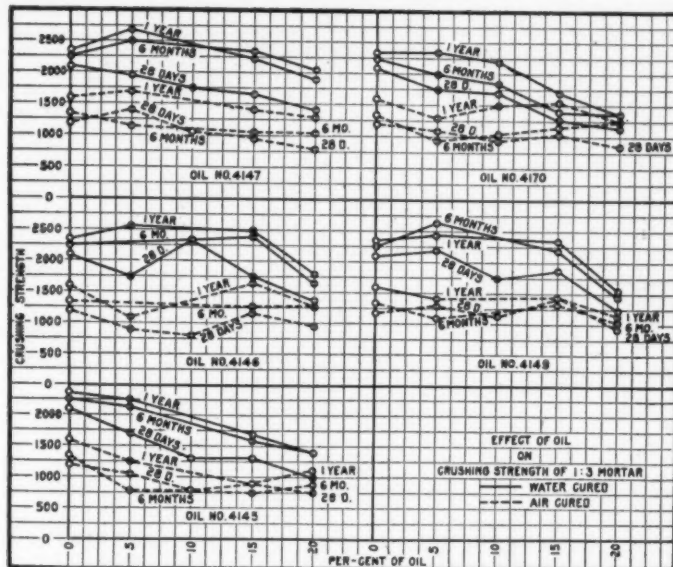 CRUSHING STRENGTH
2500
2000
1500
1000
500
0
1 YEAR
6 MONTHS
28 DAYS
1 YEAR
28 DAYS
6 MONTHS
6 MO.
28 D.
OIL NO. 4147
1 YEAR
6 MONTHS
28 D.
1 YEAR
28 D.
6 MONTHS
28 DAYS
OIL NO. 4170
2500
2000
1500
1000
500
0
1 YEAR
6 MO.
28 D.
1 YEAR
6 MO.
28 DAYS
OIL NO. 4146
6 MONTHS
1 YEAR
28 DAYS
1 YEAR
28 D.
6 MONTHS
1 YEAR
6 MO.
28 DAYS
OIL NO. 4149
2000
1500
1000
500
0
1 YEAR
6 MONTHS
28 DAYS
1 YEAR
28 D.
6 MONTHS
1 YEAR
6 MO.
28 D.
OIL NO. 4145
EFFECT OF OIL
ON
CRUSHING STRENGTH OF 1:3 MORTAR
WATER CURED
AIR CURED
0 5 10 15 20 0 5 10 15 20
PER-CENT OF OIL